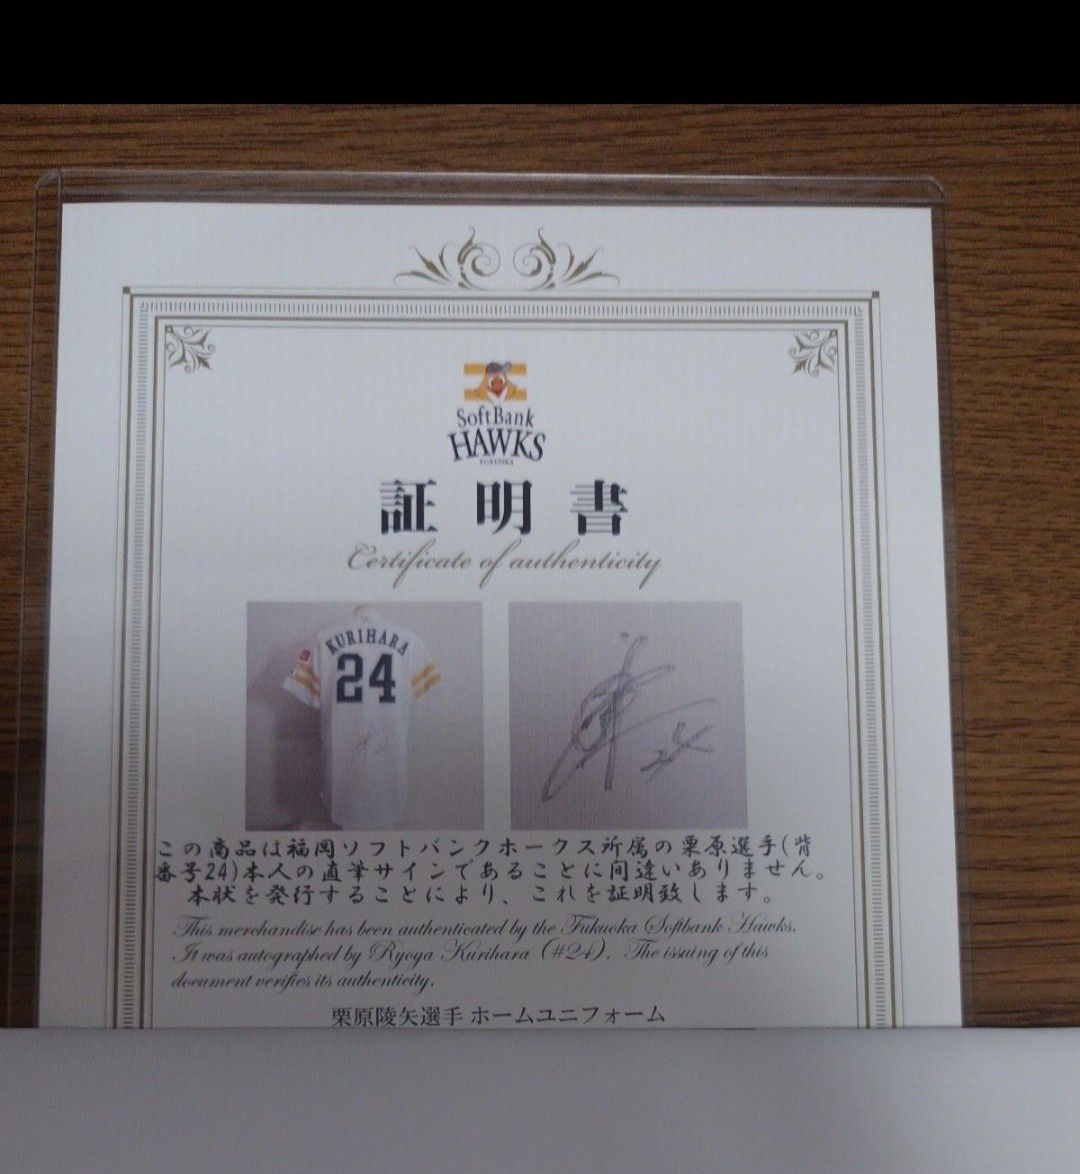 SoftBank
HAWKS
FUKUOKA
証明書
Certificate of authenticity
KURIHARA
24
24
この商品は福岡ソフトバンクホークス所属の栗原選手(背
番号24)本人の直筆サインであることに間違いありません。
本状を発行することにより、これを証明致します。
This merchandise has been authenticated by the Fukuoka Softbank Hawks.
It was autographed by Ryoya Kurihara (#24). The issuing of this
document verifies its authenticity.
栗原陵矢選手 ホームユニフォーム